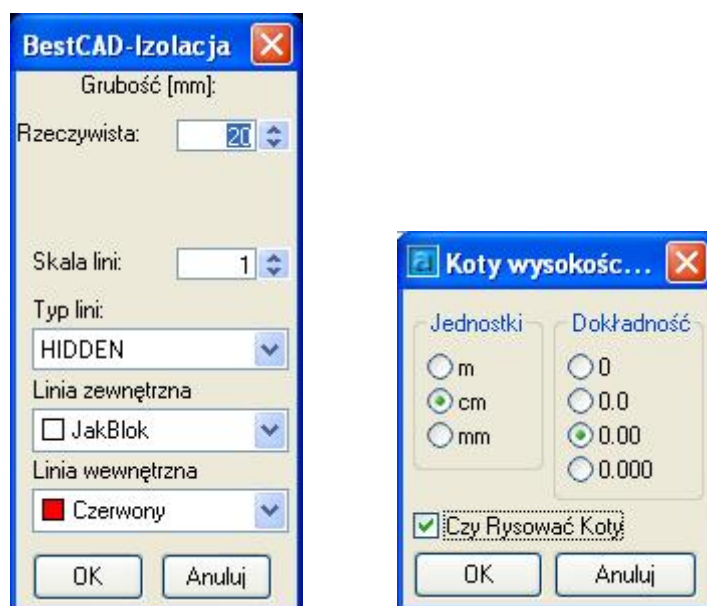 BestCAD-Izolacja
Grubość [mm]:
Rzeczywista: 20
Skala lini: 1
Typ lini:
HIDDEN
Linia zewnętrzna
JakBlok
Linia wewnętrzna
Czerwony
OK Anuluj
Koty wysokośc...
Jednostki Dokładność
m 0
cm 0.0
mm 0.00
0.000
Czy Rysować Koty
OK Anuluj